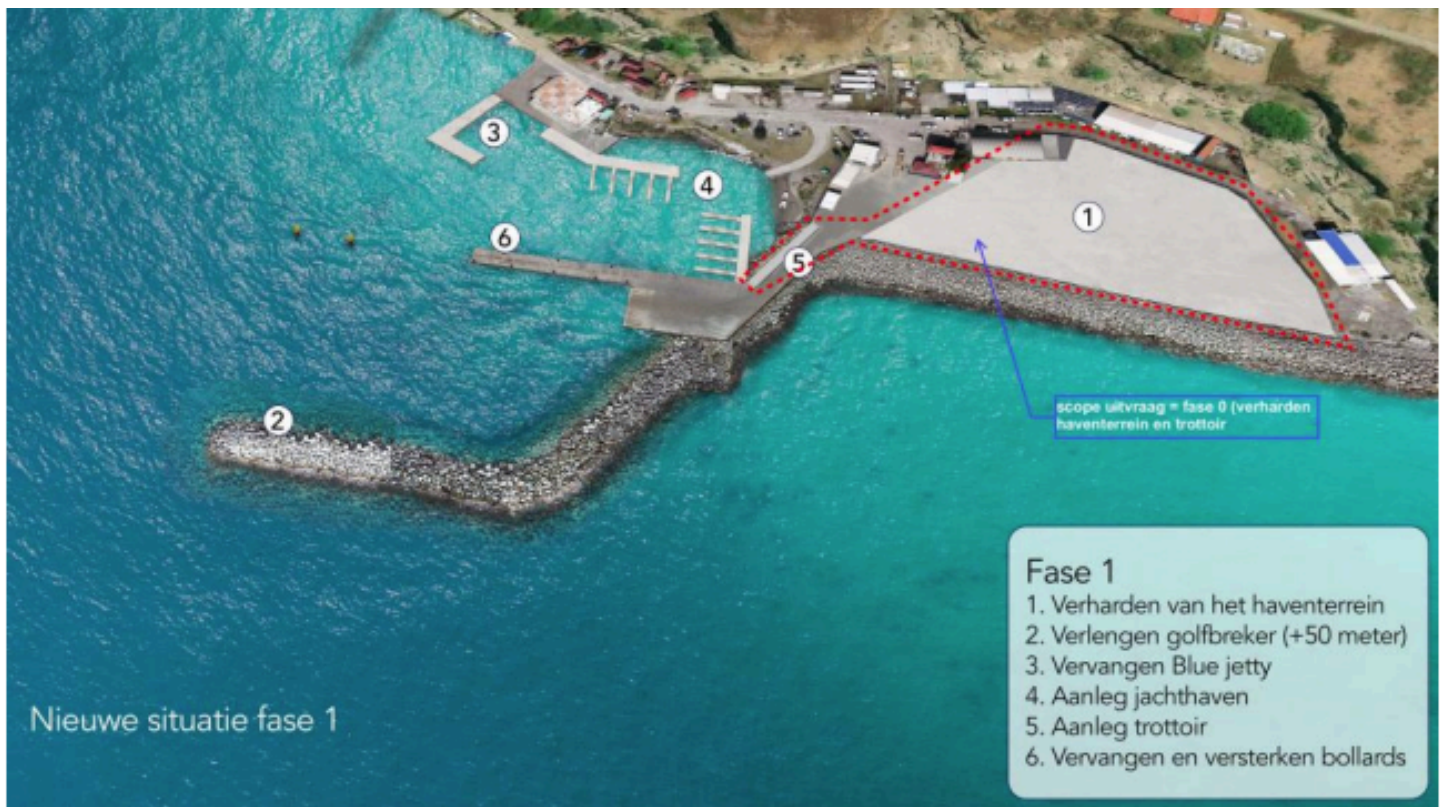 3
4
6
1
5
2
scope uitvraag = fase 0 (verharden
haventerrein en trottoir
Fase 1
1. Verharden van het haventerrein
2. Verlengen golfbreker (+50 meter)
3. Vervangen Blue jetty
4. Aanleg jachthaven
5. Aanleg trottoir
6. Vervangen en versterken bollards
Nieuwe situatie fase 1